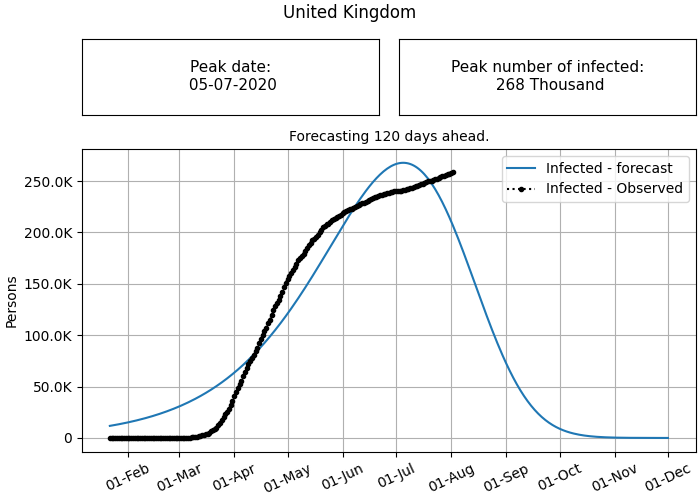 United Kingdom
Peak date:
05-07-2020
Peak number of infected:
268 Thousand
Forecasting 120 days ahead.
Infected - forecast
Infected - Observed
Persons
250.0K
200.0K
150.0K
100.0K
50.0K
0
01-Feb
01-Mar
01-Apr
01-May
01-Jun
01-Jul
01-Aug
01-Sep
01-Oct
01-Nov
01-Dec